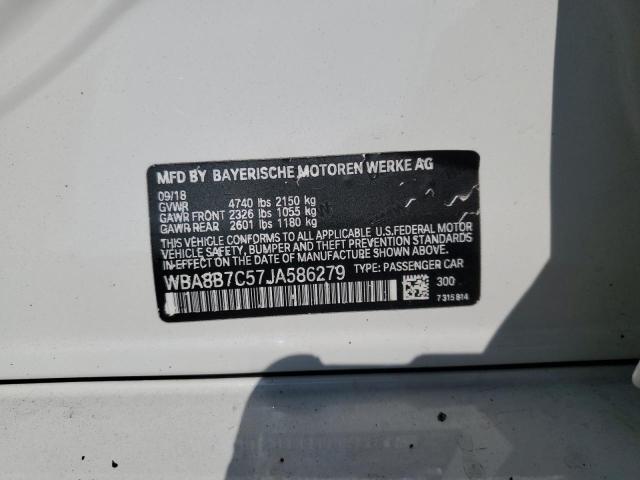 MFD BY BAYERISCHE MOTOREN WERKE AG
09/18
GVWR 4740 lbs 2150 kg
GAWR FRONT 2326 lbs 1055 kg
GAWR REAR 2601 lbs 1180 kg
THIS VEHICLE CONFORMS TO ALL APPLICABLE U.S.FEDERAL MOTOR
VEHICLE SAFETY, BUMPER,AND THEFT PREVENTION STANDARDS
IN EFFECT ON THE DATE OF MANUFACTURE SHOWN ABOVE.
WBA8B7C57JA586279 TYPE: PASSENGER CAR
300
7315814